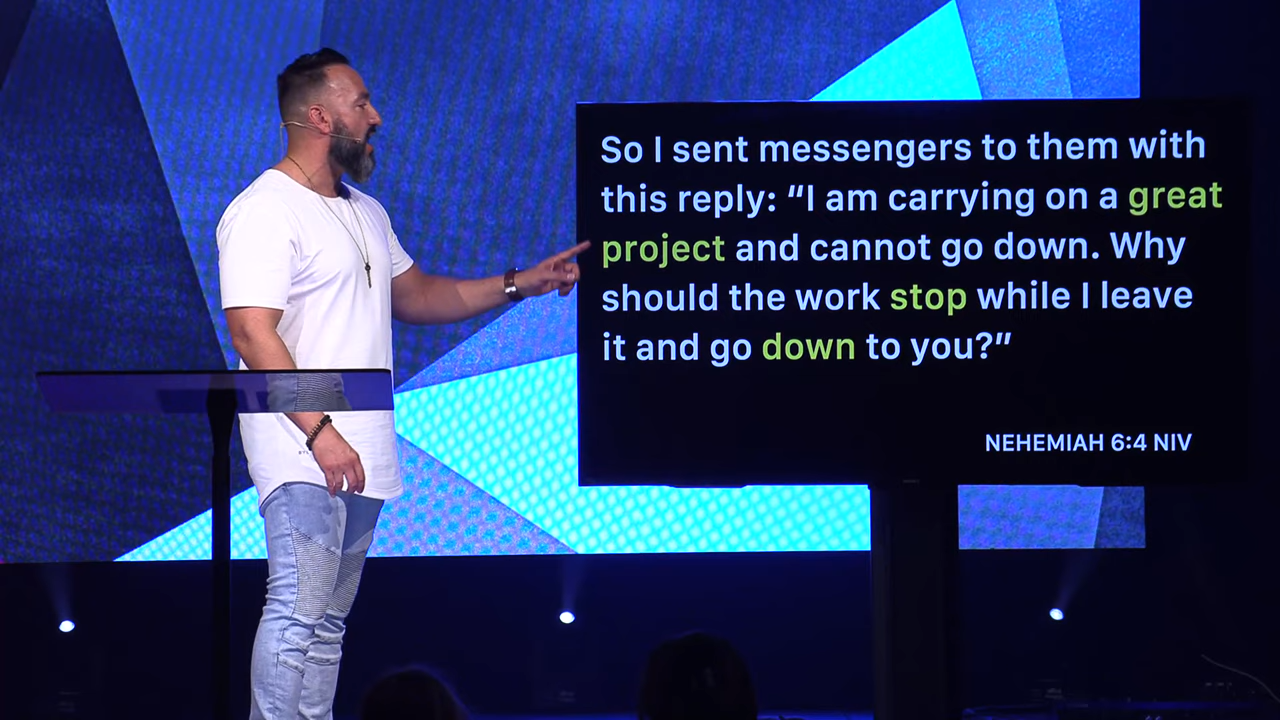 So I sent messengers to them with
this reply: “I am carrying on a great
project and cannot go down. Why
should the work stop while I leave
it and go down to you?”
NEHEMIAH 6:4 NIV